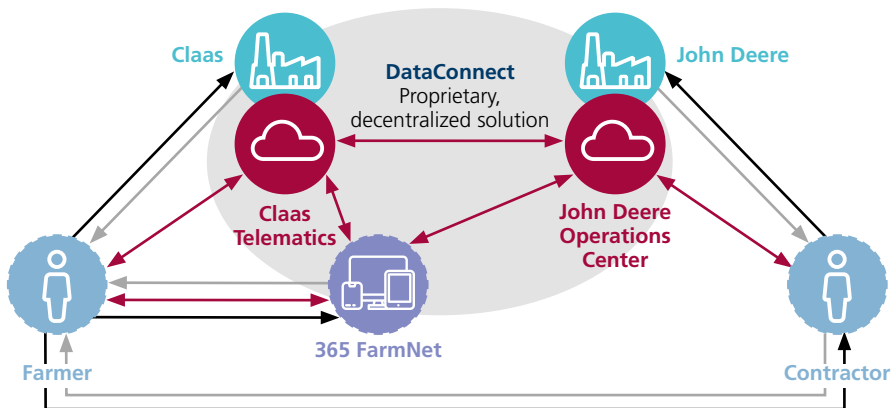 Claas
John Deere
DataConnect
Proprietary,
decentralized solution
Claas
Telematics
John Deere
Operations
Center
365 FarmNet
Farmer
Contractor